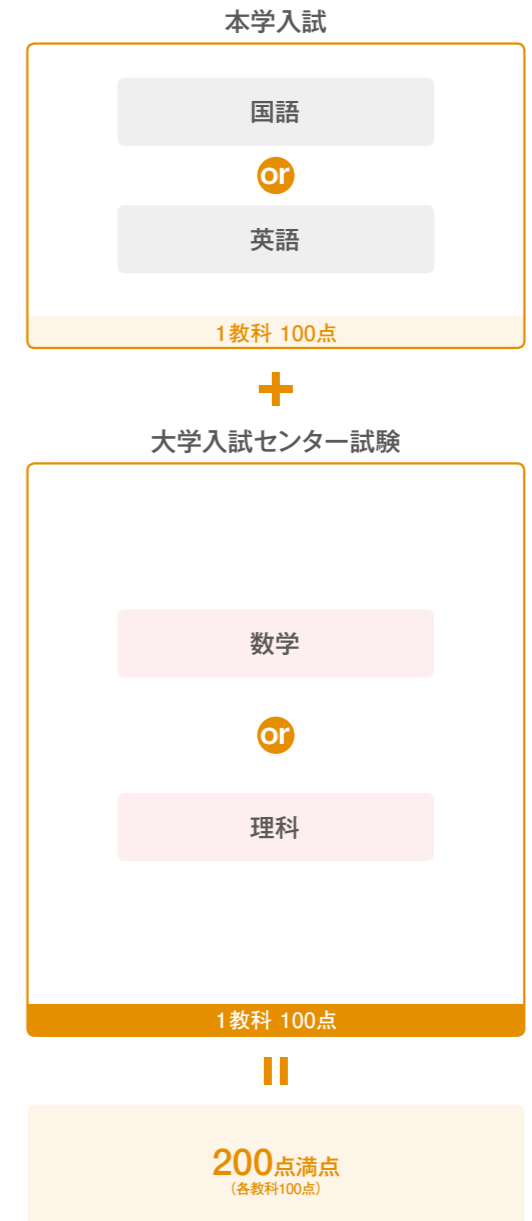 本学入試
国語
or
英語
1教科 100点
+
大学入試センター試験
数学
or
理科
1教科 100点
=
200点満点
（各教科100点）